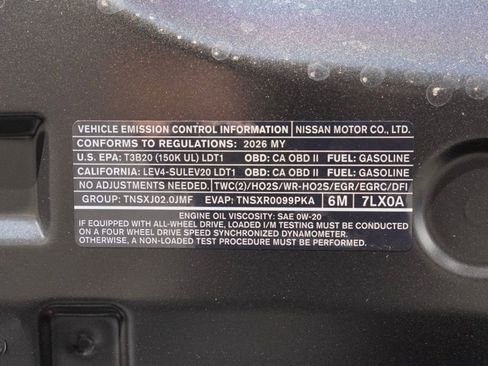 VEHICLE EMISSION CONTROL INFORMATION NISSAN MOTOR CO., LTD.
CONFORMS TO REGULATIONS: 2026 MY
U.S. EPA: T3B20 (150K UL) LDT1 OBD: CA OBD II FUEL: GASOLINE
CALIFORNIA: LEV4-SULEV20 LDT1 OBD: CA OBD II FUEL: GASOLINE
NO ADJUSTMENTS NEEDED. TWC(2)/HO2S/WR-HO2S/EGR/EGRC/DFI
GROUP: TNSXJ02.0JMF EVAP: TNSXR0099PKA 6M 7LX0A
ENGINE OIL VISCOSITY: SAE 0W-20
IF EQUIPPED WITH ALL-WHEEL DRIVE, LOADED I/M TESTING MUST BE CONDUCTED
ON A FOUR WHEEL DRIVE SPEED SYNCHRONIZED DYNAMOMETER.
OTHERWISE, A NON-LOADED TEST PROCEDURE MUST BE PERFORMED.